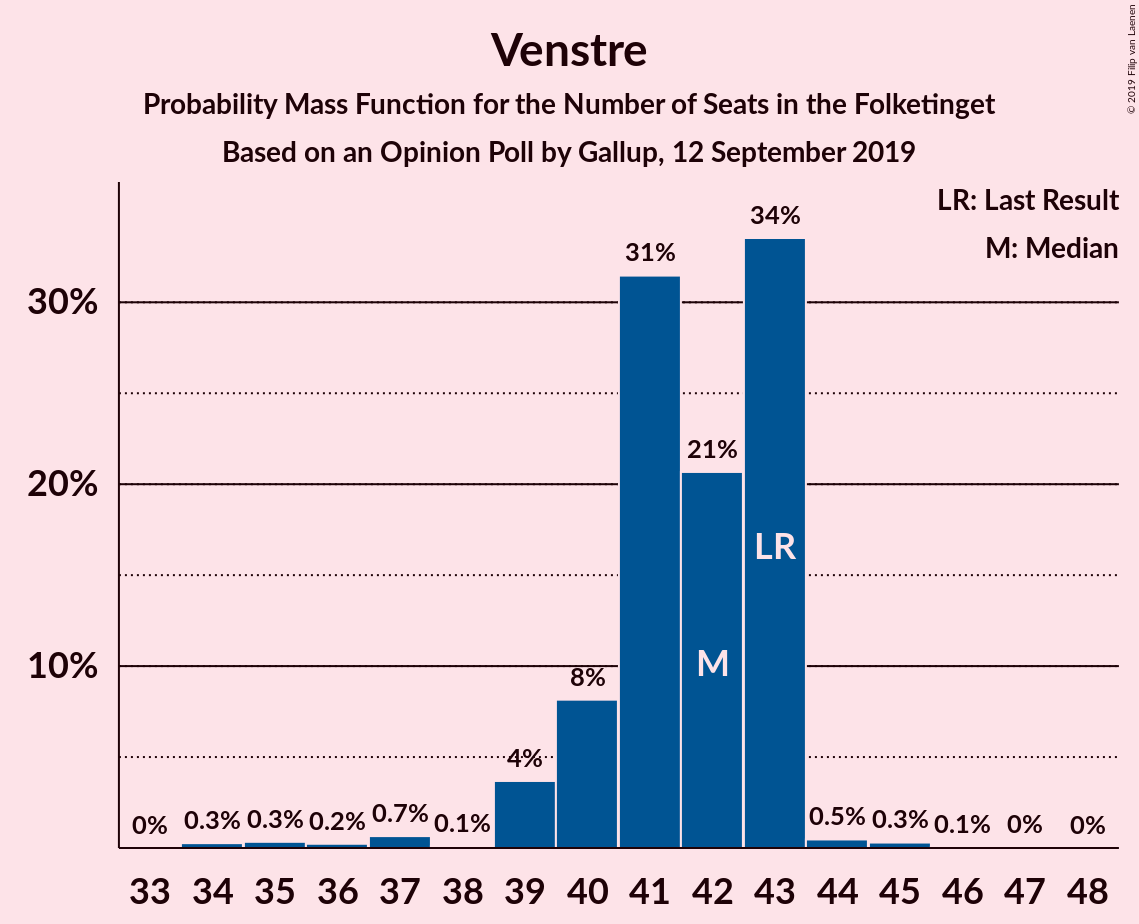 Venstre
Probability Mass Function for the Number of Seats in the Folketinget
Based on an Opinion Poll by Gallup, 12 September 2019
© 2019 Filip van Laenen
LR: Last Result
M: Median
30%
20%
10%
0%
0.3%
0.3%
0.2%
0.7%
0.1%
4%
8%
31%
21%
34%
0.5%
0.3%
0.1%
0%
0%
LR
M
33 34 35 36 37 38 39 40 41 42 43 44 45 46 47 48